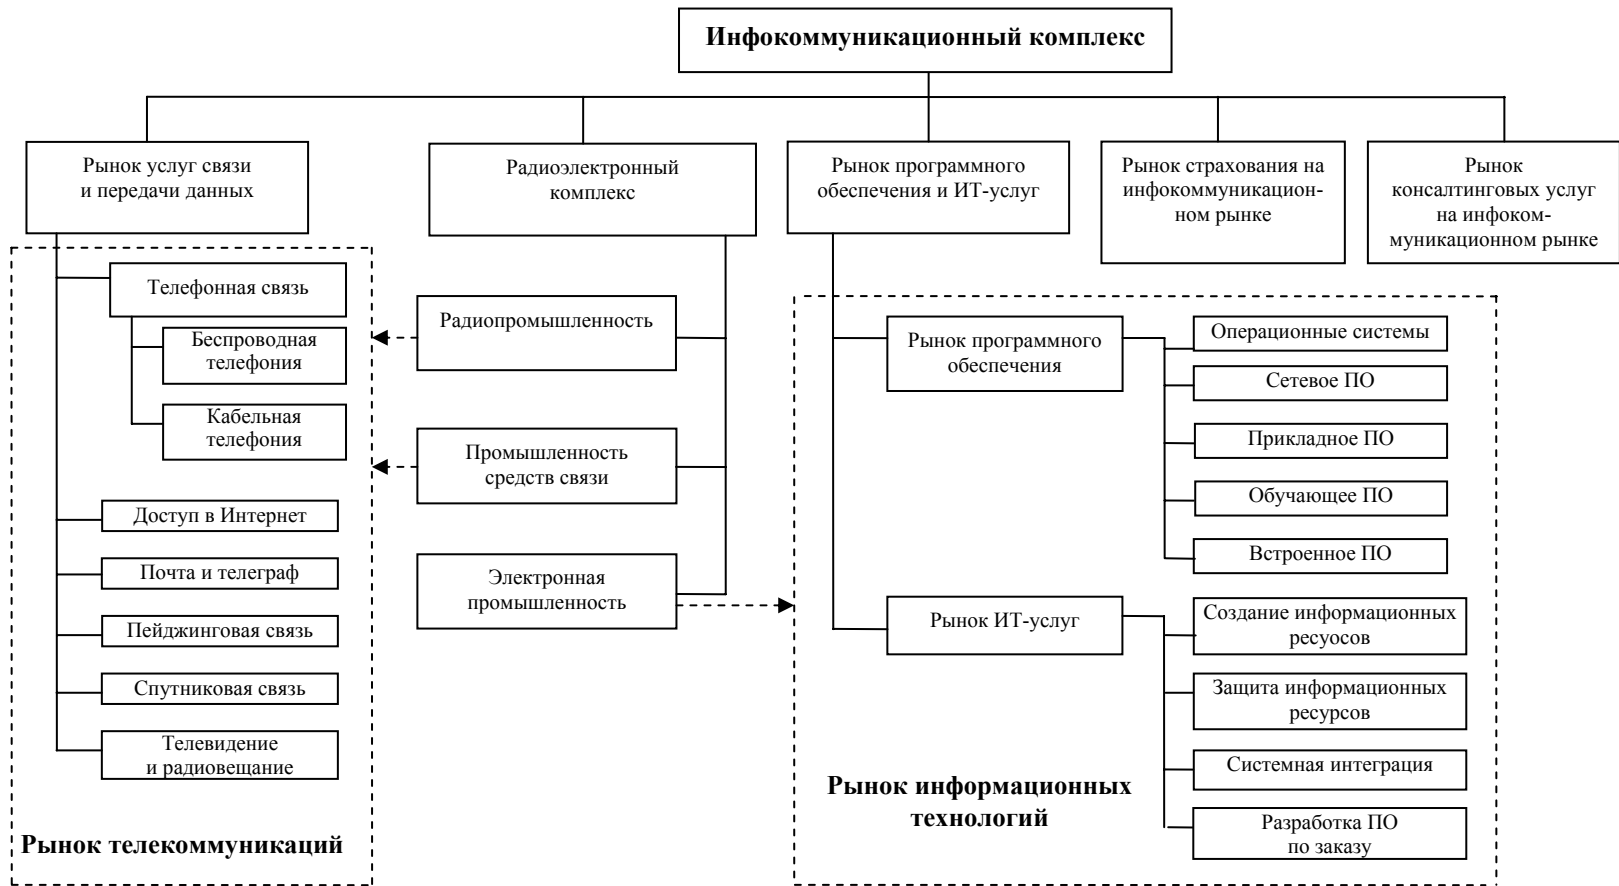 Инфокоммуникационный комплекс
Рынок услуг связи
и передачи данных
Радиоэлектронный
комплекс
Рынок программного
обеспечения и ИТ-услуг
Рынок страхования на
инфокоммуникацион-
ном рынке
Рынок
консалтинговых услуг
на инфоком-
муникационном рынке
Телефонная связь
Беспроводная
телефония
Кабельная
телефония
Доступ в Интернет
Почта и телеграф
Пейджинговая связь
Спутниковая связь
Телевидение
и радиовещание
Рынок телекоммуникаций
Радиопромышленность
Промышленность
средств связи
Электронная
промышленность
Рынок программного
обеспечения
Операционные системы
Сетевое ПО
Прикладное ПО
Обучающее ПО
Встроенное ПО
Рынок ИТ-услуг
Создание информационных
ресуосов
Защита информационных
ресурсов
Системная интеграция
Разработка ПО
по заказу
Рынок информационных
технологий